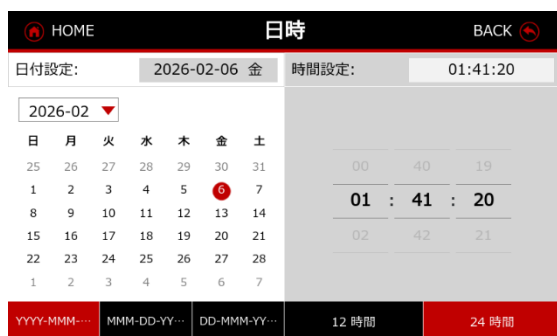 HOME 日時 BACK
日付設定: 2026-02-06 金 時間設定: 01:41:20
2026-02
日 月 火 水 木 金 土
25 26 27 28 29 30 31
1 2 3 4 5 6 7
8 9 10 11 12 13 14
15 16 17 18 19 20 21
22 23 24 25 26 27 28
1 2 3 4 5 6 7
00 40 19
01 : 41 : 20
02 42 21
YYYY-MMM-… MMM-DD-YY… DD-MMM-YY… 12 時間 24 時間